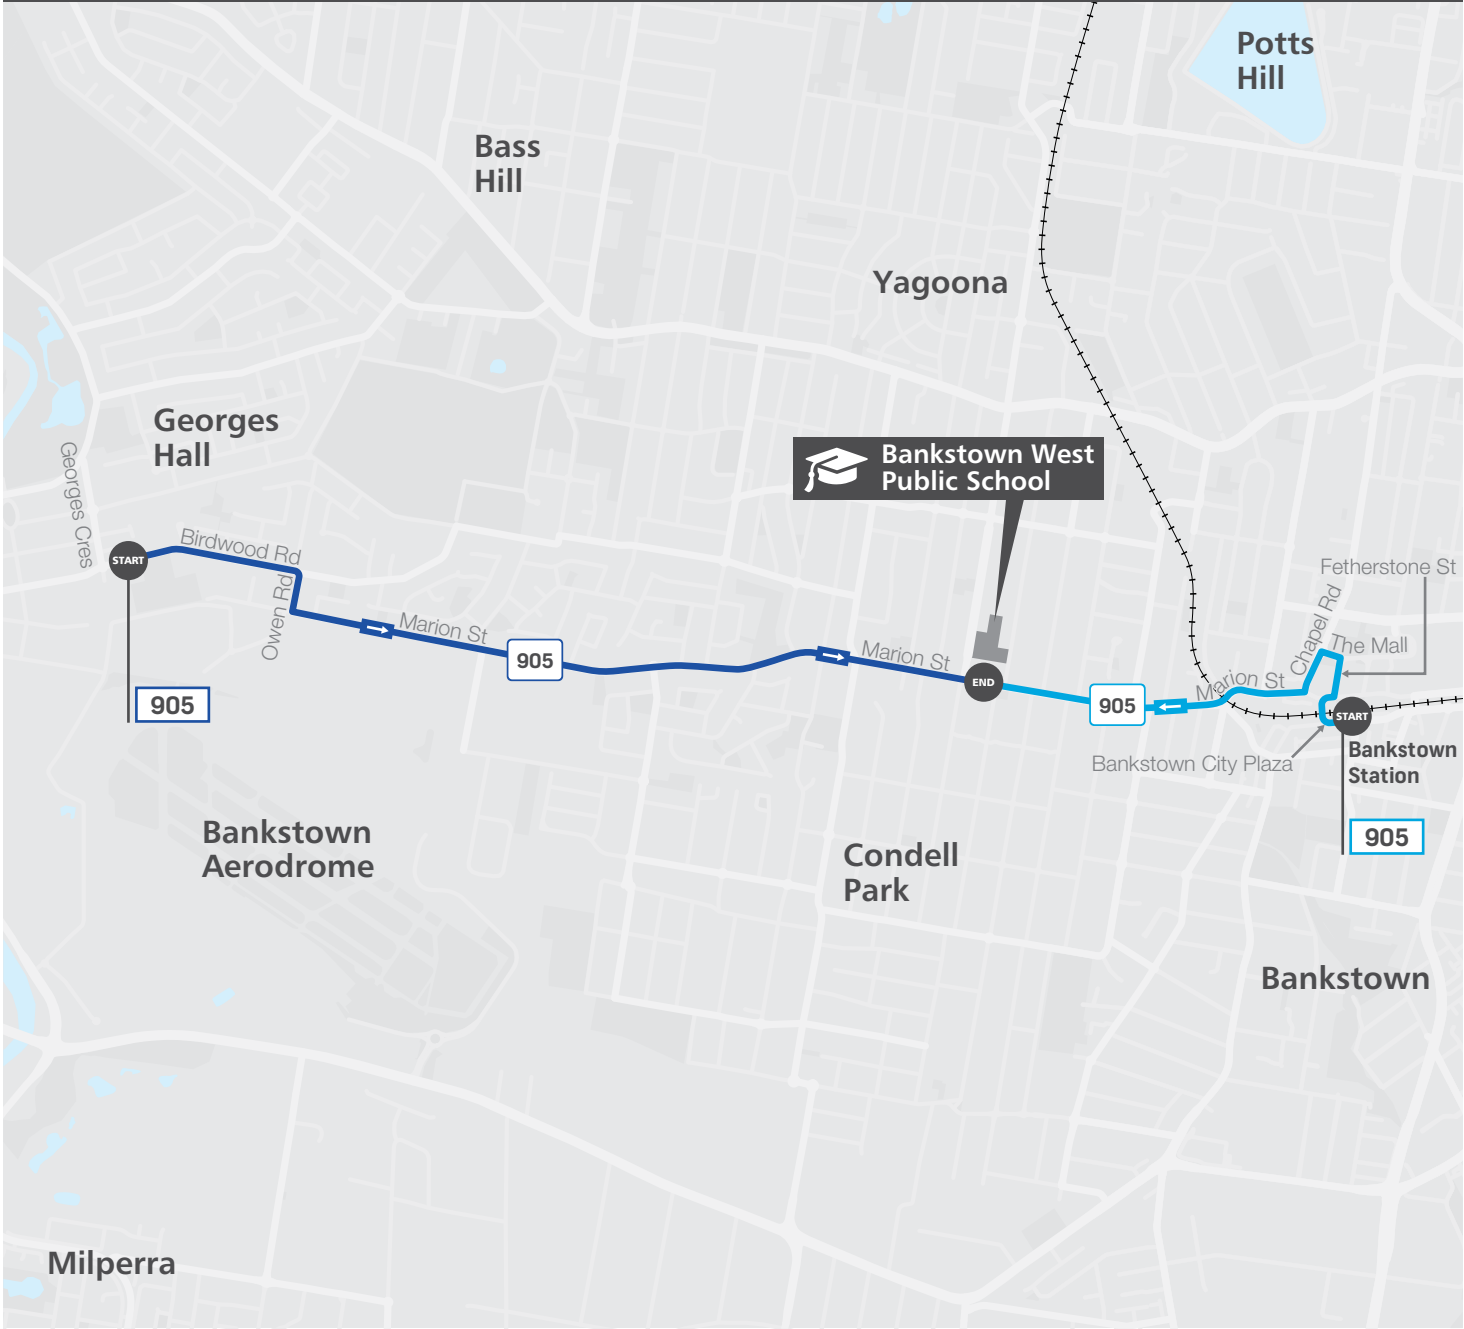 Potts
Hill
Bass
Hill
Yagoona
Georges
Hall
Georges Cres
Bankstown West
Public School
START
Birdwood Rd
Owen Rd
Marion St
905
Marion St
END
905
Marion St
Chapel Rd
Fetherstone St
The Mall
START
Bankstown City Plaza
Bankstown
Station
905
905
Bankstown
Aerodrome
Condell
Park
Bankstown
Milperra